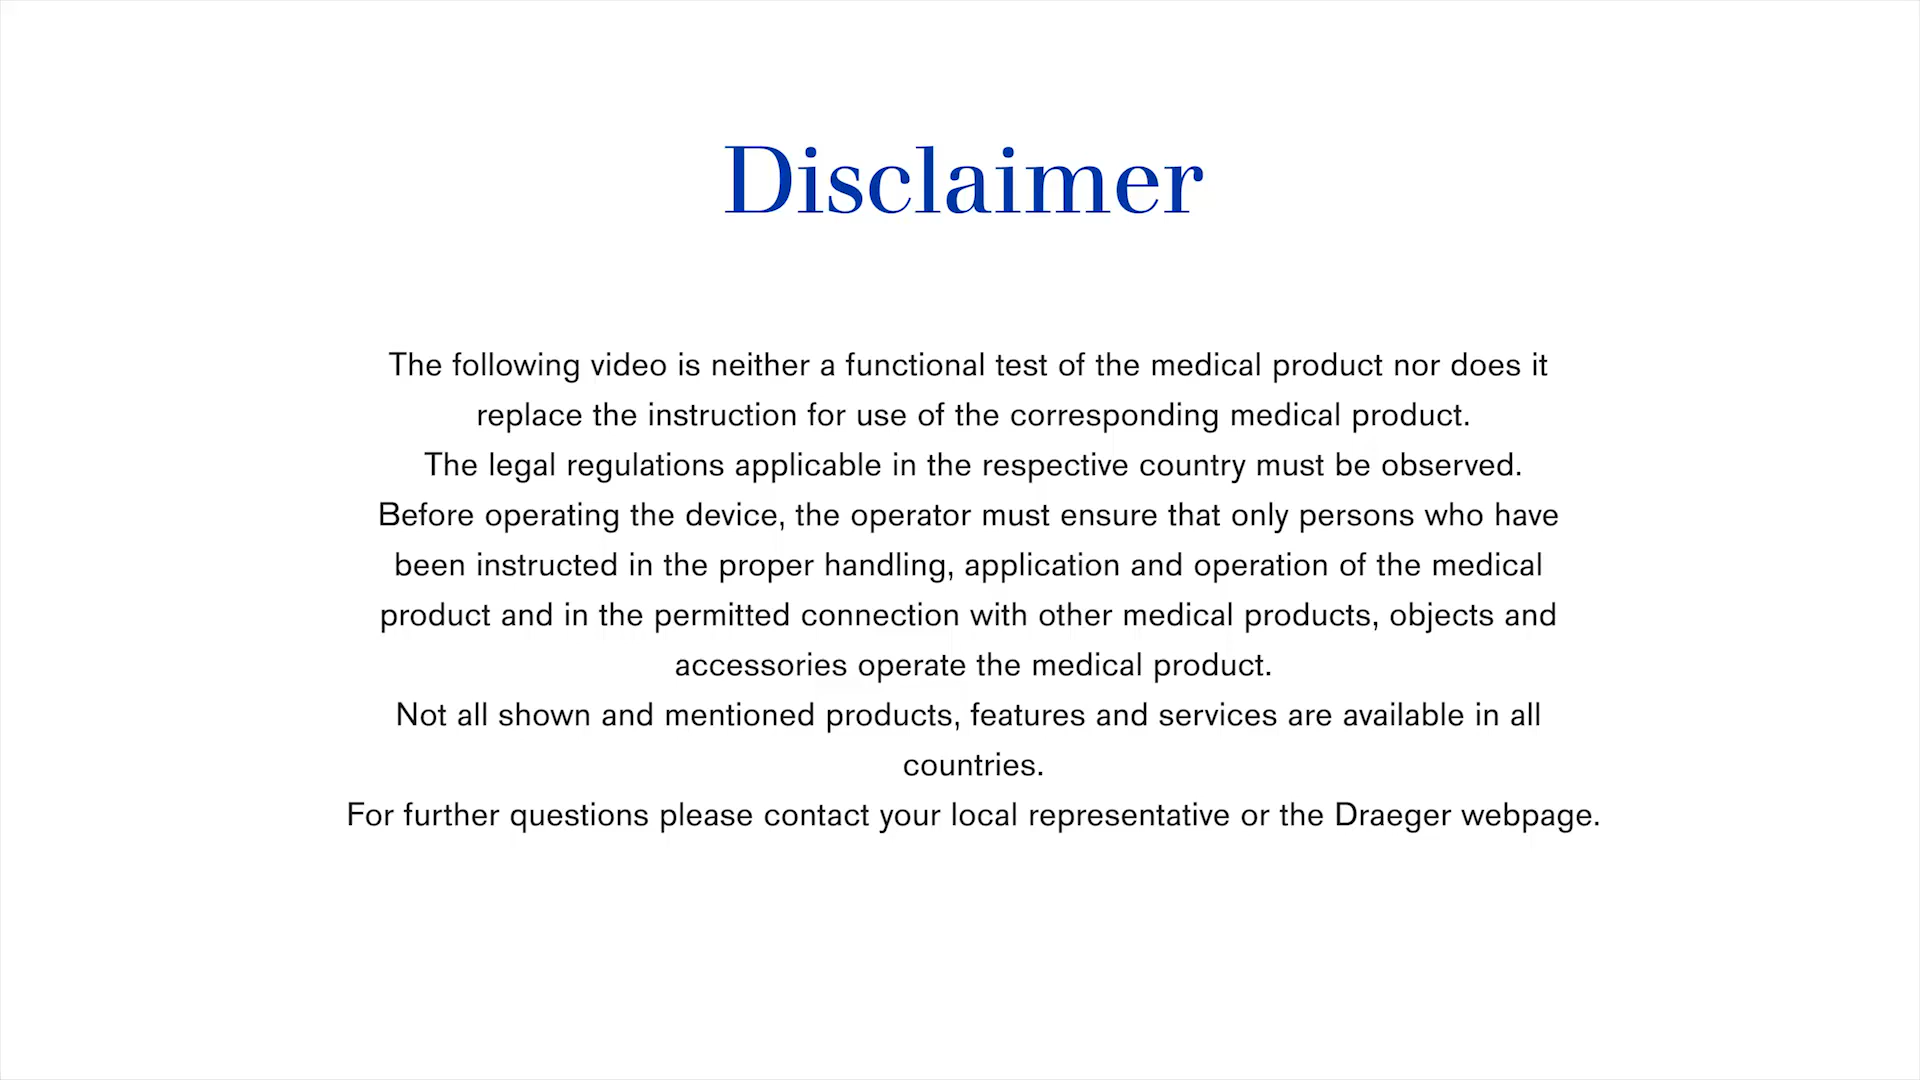 Disclaimer
The following video is neither a functional test of the medical product nor does it
replace the instruction for use of the corresponding medical product.
The legal regulations applicable in the respective country must be observed.
Before operating the device, the operator must ensure that only persons who have
been instructed in the proper handling, application and operation of the medical
product and in the permitted connection with other medical products, objects and
accessories operate the medical product.
Not all shown and mentioned products, features and services are available in all
countries.
For further questions please contact your local representative or the Draeger webpage.